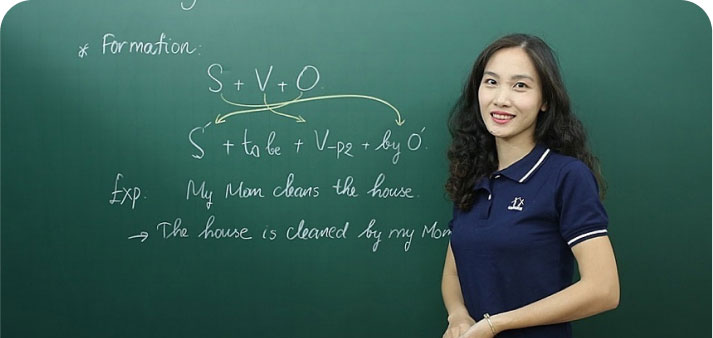 * Formation:
S + V + O.
S' + to be + V-p2 + by O'.
Exp. My Mom cleans the house.
→ The house is cleaned by my Mom